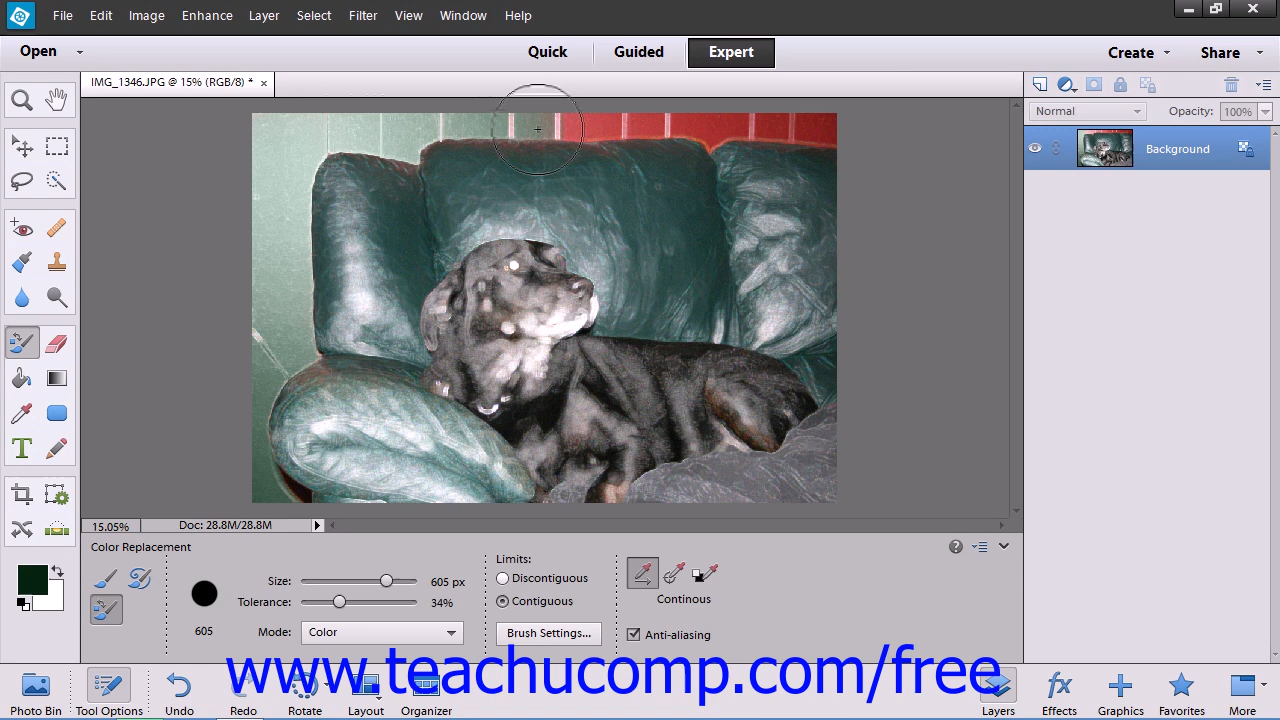 File Edit Image Enhance Layer Select Filter View Window Help
Open Quick Guided Expert Create Share
IMG_1346.JPG @ 15% (RGB/8) * ×
Normal Opacity: 100%
Background
15.05% Doc: 28.8M/28.8M
Color Replacement
Size: 605 px
Tolerance: 34%
605 Mode: Color
Limits:
Discontiguous
Contiguous
Brush Settings...
Continous
Anti-aliasing
www.teachucomp.com/free
Photo Bin Tool Options Undo Redo Rotate Layout Organizer Layers Effects Graphics Favorites More